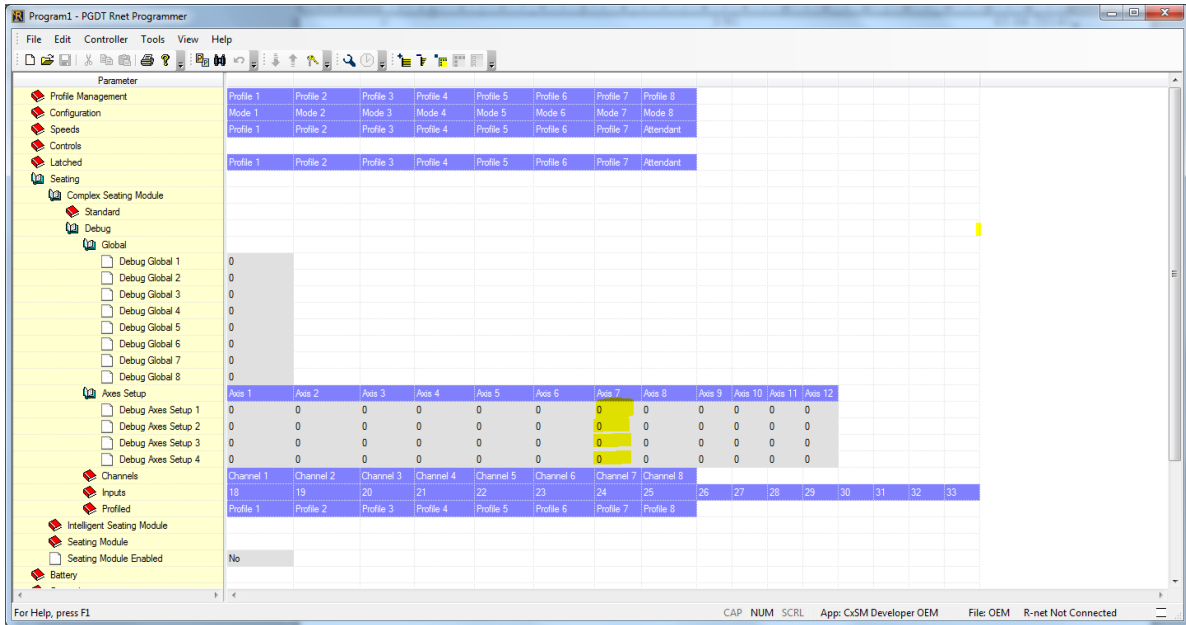 Program1 - PGDT Rnet Programmer
File Edit Controller Tools View Help
Parameter
Profile Management Profile 1 Profile 2 Profile 3 Profile 4 Profile 5 Profile 6 Profile 7 Profile 8
Configuration Mode 1 Mode 2 Mode 3 Mode 4 Mode 5 Mode 6 Mode 7 Mode 8
Speeds Profile 1 Profile 2 Profile 3 Profile 4 Profile 5 Profile 6 Profile 7 Attendant
Controls
Latched Profile 1 Profile 2 Profile 3 Profile 4 Profile 5 Profile 6 Profile 7 Attendant
Seating
Complex Seating Module
Standard
Debug
Global
Debug Global 1 0
Debug Global 2 0
Debug Global 3 0
Debug Global 4 0
Debug Global 5 0
Debug Global 6 0
Debug Global 7 0
Debug Global 8 0
Axes Setup Axis 1 Axis 2 Axis 3 Axis 4 Axis 5 Axis 6 Axis 7 Axis 8 Axis 9 Axis 10 Axis 11 Axis 12
Debug Axes Setup 1 0 0 0 0 0 0 0 0 0 0 0 0
Debug Axes Setup 2 0 0 0 0 0 0 0 0 0 0 0 0
Debug Axes Setup 3 0 0 0 0 0 0 0 0 0 0 0 0
Debug Axes Setup 4 0 0 0 0 0 0 0 0 0 0 0 0
Channels Channel 1 Channel 2 Channel 3 Channel 4 Channel 5 Channel 6 Channel 7 Channel 8
Inputs 18 19 20 21 22 23 24 25 26 27 28 29 30 31 32 33
Profiled Profile 1 Profile 2 Profile 3 Profile 4 Profile 5 Profile 6 Profile 7 Profile 8
Intelligent Seating Module
Seating Module
Seating Module Enabled No
Battery
For Help, press F1 CAP NUM SCRL App: CxSM Developer OEM File: OEM R-net Not Connected